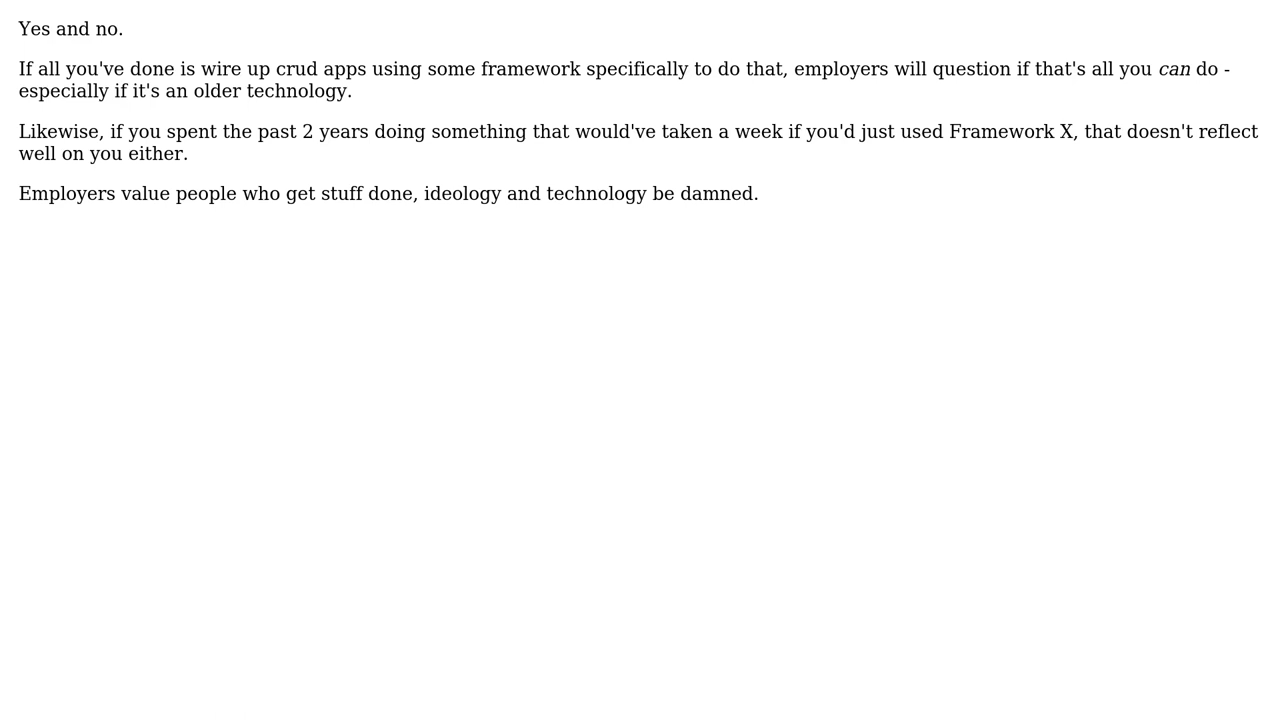 Yes and no.
If all you've done is wire up crud apps using some framework specifically to do that, employers will question if that's all you can do -
especially if it's an older technology.
Likewise, if you spent the past 2 years doing something that would've taken a week if you'd just used Framework X, that doesn't reflect
well on you either.
Employers value people who get stuff done, ideology and technology be damned.